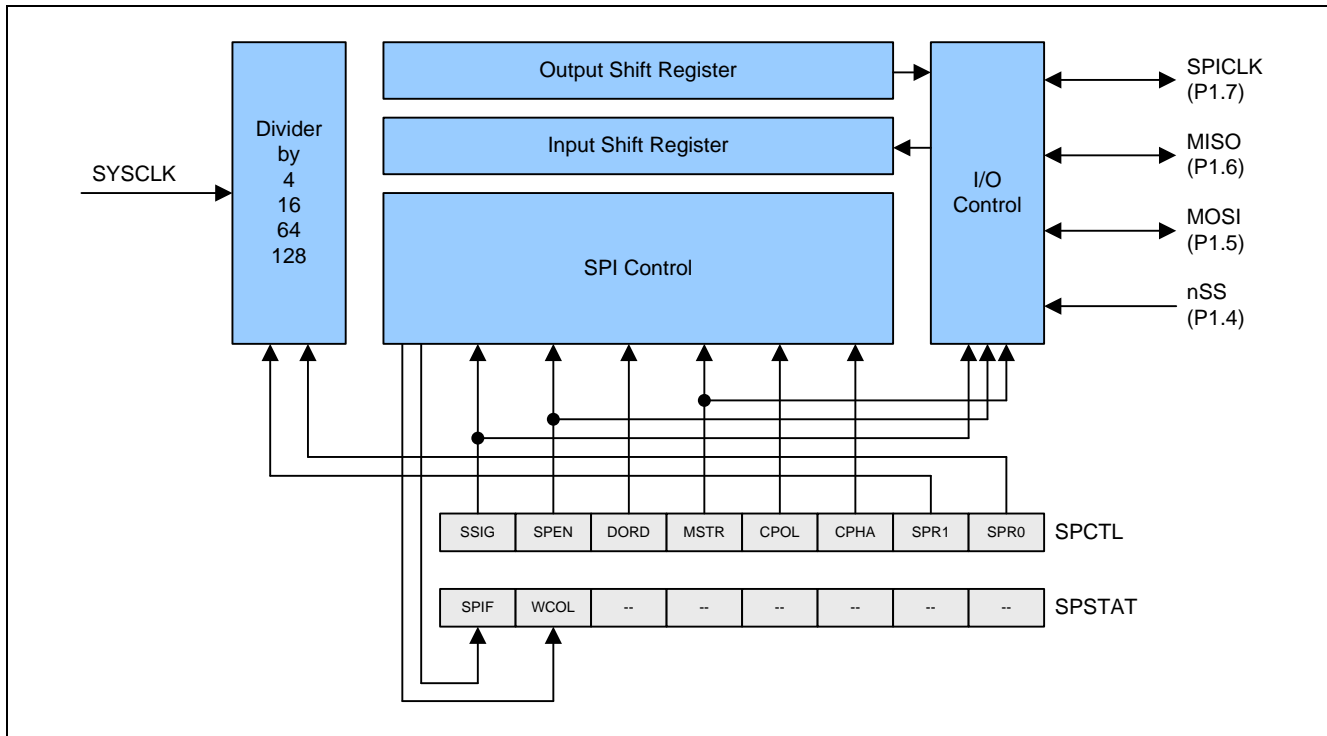 SYSCLK
Divider
by
4
16
64
128
Output Shift Register
Input Shift Register
SPI Control
I/O
Control
SPICLK
(P1.7)
MISO
(P1.6)
MOSI
(P1.5)
nSS
(P1.4)
SSIG SPEN DORD MSTR CPOL CPHA SPR1 SPR0 SPCTL
SPIF WCOL -- -- -- -- -- -- SPSTAT